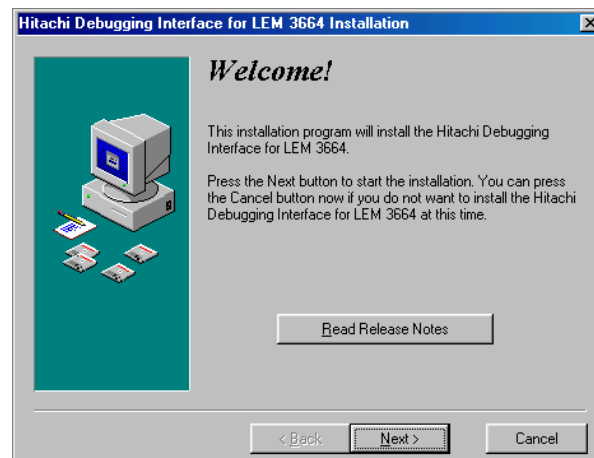 Hitachi Debugging Interface for LEM 3664 Installation
Welcome!
This installation program will install the Hitachi Debugging
Interface for LEM 3664.
Press the Next button to start the installation. You can press
the Cancel button now if you do not want to install the Hitachi
Debugging Interface for LEM 3664 at this time.
Read Release Notes
< Back Next > Cancel